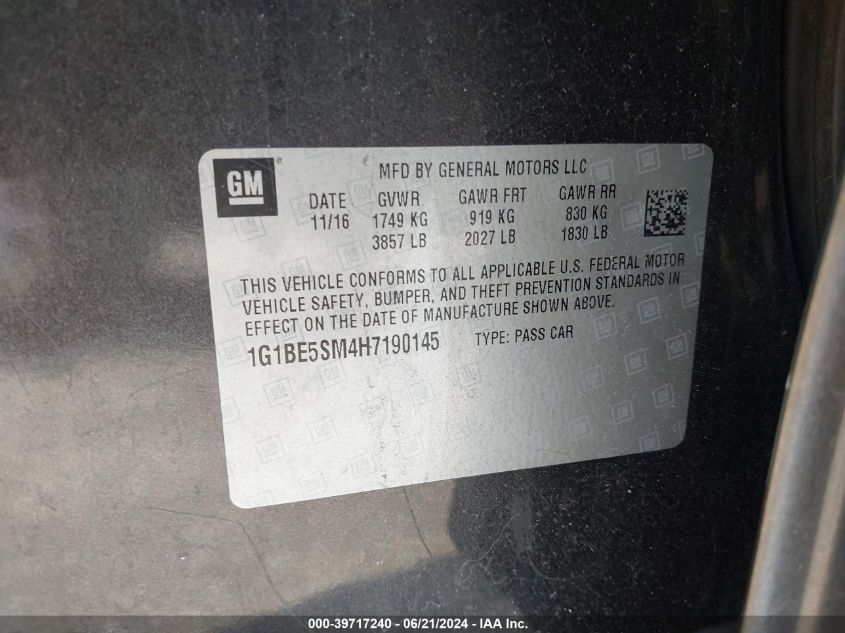 GM
MFD BY GENERAL MOTORS LLC
DATE GVWR GAWR FRT GAWR RR
11/16 1749 KG 919 KG 830 KG
3857 LB 2027 LB 1830 LB
THIS VEHICLE CONFORMS TO ALL APPLICABLE U.S. FEDERAL MOTOR
VEHICLE SAFETY, BUMPER, AND THEFT PREVENTION STANDARDS IN
EFFECT ON THE DATE OF MANUFACTURE SHOWN ABOVE.
1G1BE5SM4H7190145 TYPE: PASS CAR
000-39717240 - 06/21/2024 - IAA Inc.